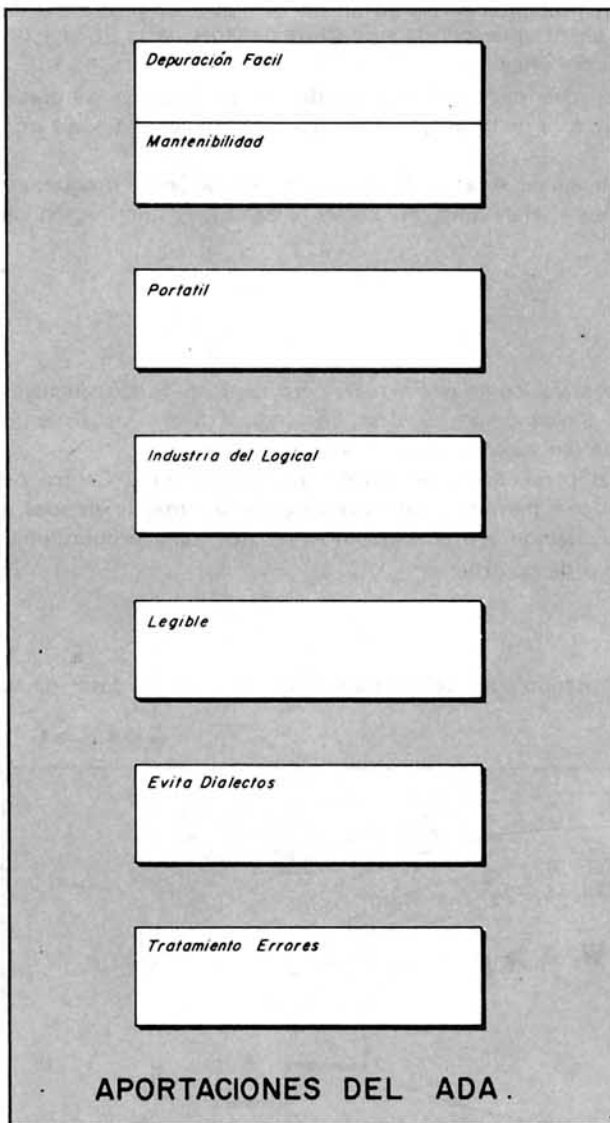 Depuración Facil
Mantenibilidad
Portatil
Industria del Logical
Legible
Evita Dialectos
Tratamiento Errores
APORTACIONES DEL ADA.